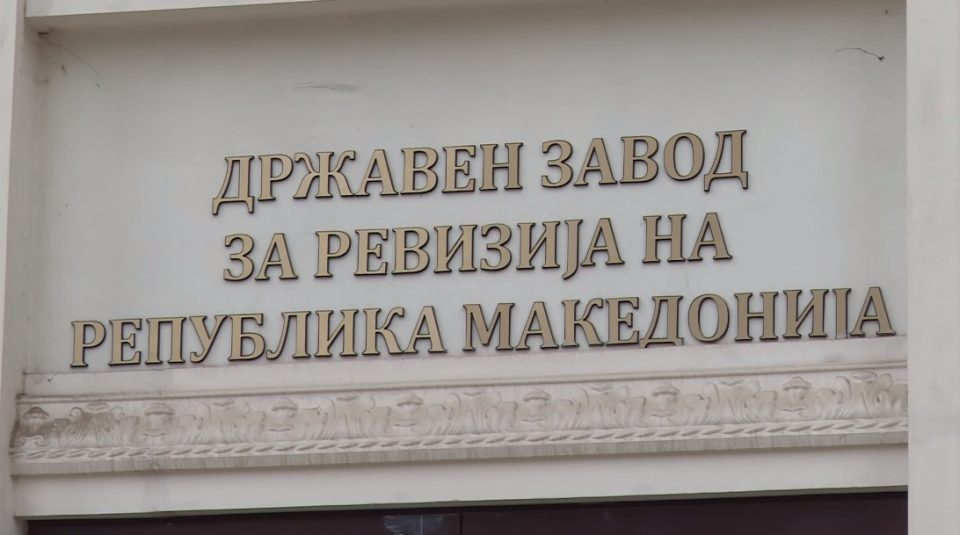 ДРЖАВЕН ЗАВОД
ЗА РЕВИЗИЈА НА
РЕПУБЛИКА МАКЕДОНИЈА